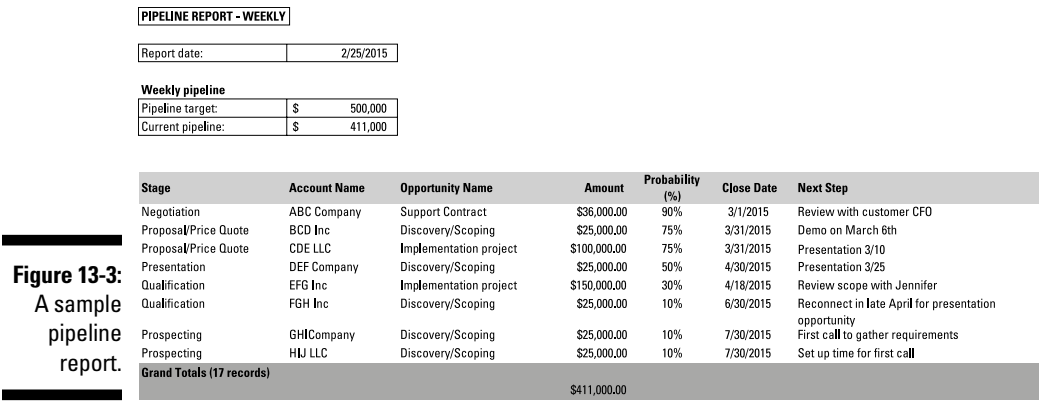 PIPELINE REPORT - WEEKLY
Report date: 2/25/2015
Weekly pipeline
Pipeline target: $ 500,000
Current pipeline: $ 411,000
Stage Account Name Opportunity Name Amount Probability (%) Close Date Next Step
Negotiation ABC Company Support Contract $36,000.00 90% 3/1/2015 Review with customer CFO
Proposal/Price Quote BCD Inc Discovery/Scoping $25,000.00 75% 3/31/2015 Demo on March 6th
Proposal/Price Quote CDE LLC Implementation project $100,000.00 75% 3/31/2015 Presentation 3/10
Presentation DEF Company Discovery/Scoping $25,000.00 50% 4/30/2015 Presentation 3/25
Qualification EFG Inc Implementation project $150,000.00 30% 4/18/2015 Review scope with Jennifer
Qualification FGH Inc Discovery/Scoping $25,000.00 10% 6/30/2015 Reconnect in late April for presentation
opportunity
Prospecting GHICompany Discovery/Scoping $25,000.00 10% 7/30/2015 First call to gather requirements
Prospecting HIJ LLC Discovery/Scoping $25,000.00 10% 7/30/2015 Set up time for first call
Grand Totals (17 records)
$411,000.00
Figure 13-3:
A sample
pipeline
report.